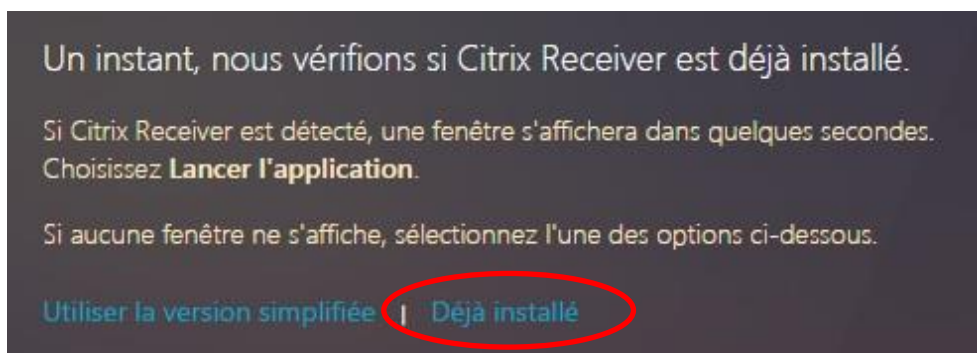 Un instant, nous vérifions si Citrix Receiver est déjà installé.
Si Citrix Receiver est détecté, une fenêtre s'affichera dans quelques secondes.
Choisissez Lancer l'application.
Si aucune fenêtre ne s'affiche, sélectionnez l'une des options ci-dessous.
Utiliser la version simplifiée | Déjà installé